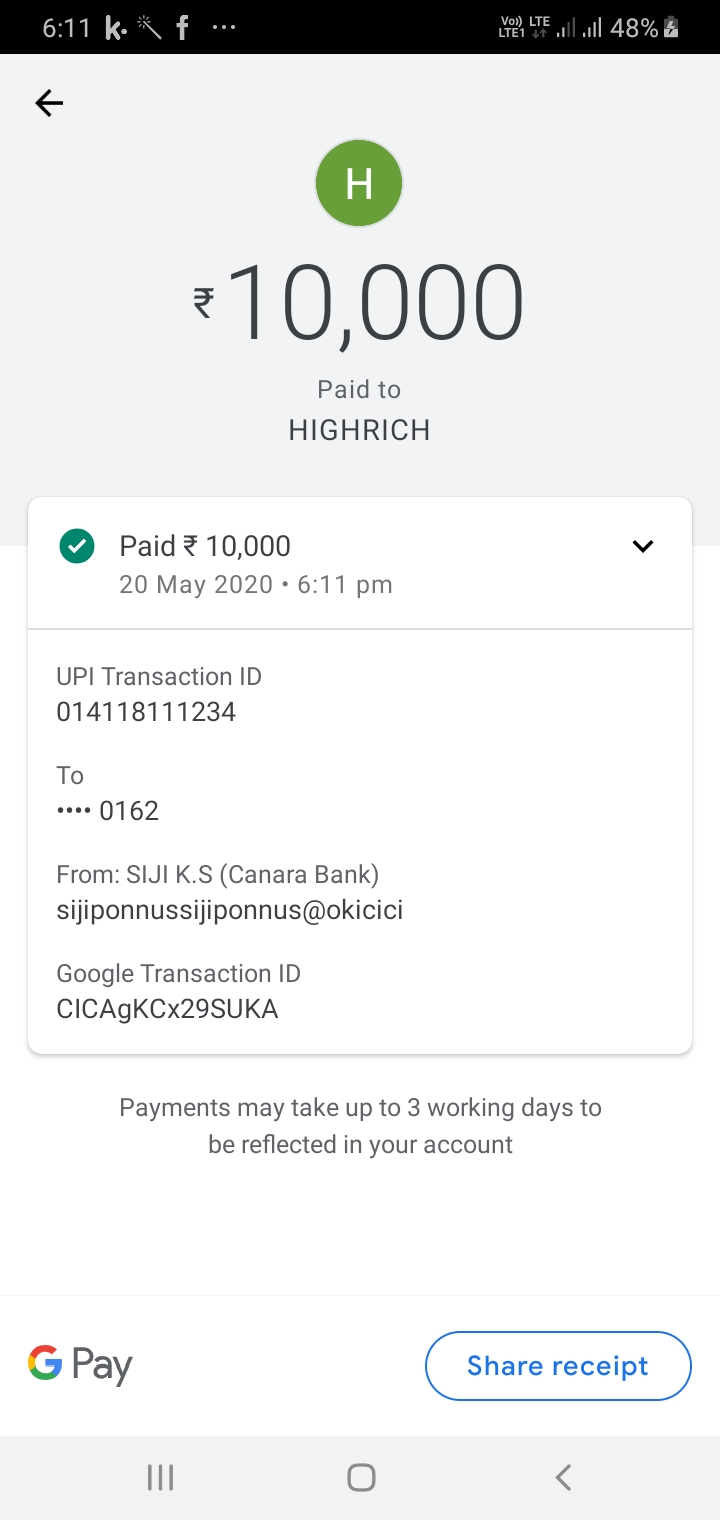 6:11 k. f ... Vo)) LTE LTE1 48%
H
₹10,000
Paid to
HIGHRICH
Paid ₹ 10,000
20 May 2020 • 6:11 pm
UPI Transaction ID
014118111234
To
•••• 0162
From: SIJI K.S (Canara Bank)
sijiponnussijiponnus@okicici
Google Transaction ID
CICAgKCx29SUKA
Payments may take up to 3 working days to
be reflected in your account
G Pay
Share receipt